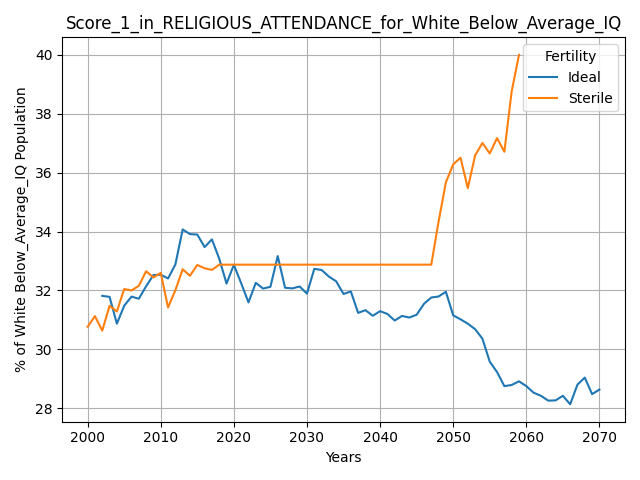 Score_1_in_RELIGIOUS_ATTENDANCE_for_White_Below_Average_IQ
% of White Below_Average_IQ Population
40
38
36
34
32
30
28
Fertility
Ideal
Sterile
2000 2010 2020 2030 2040 2050 2060 2070
Years